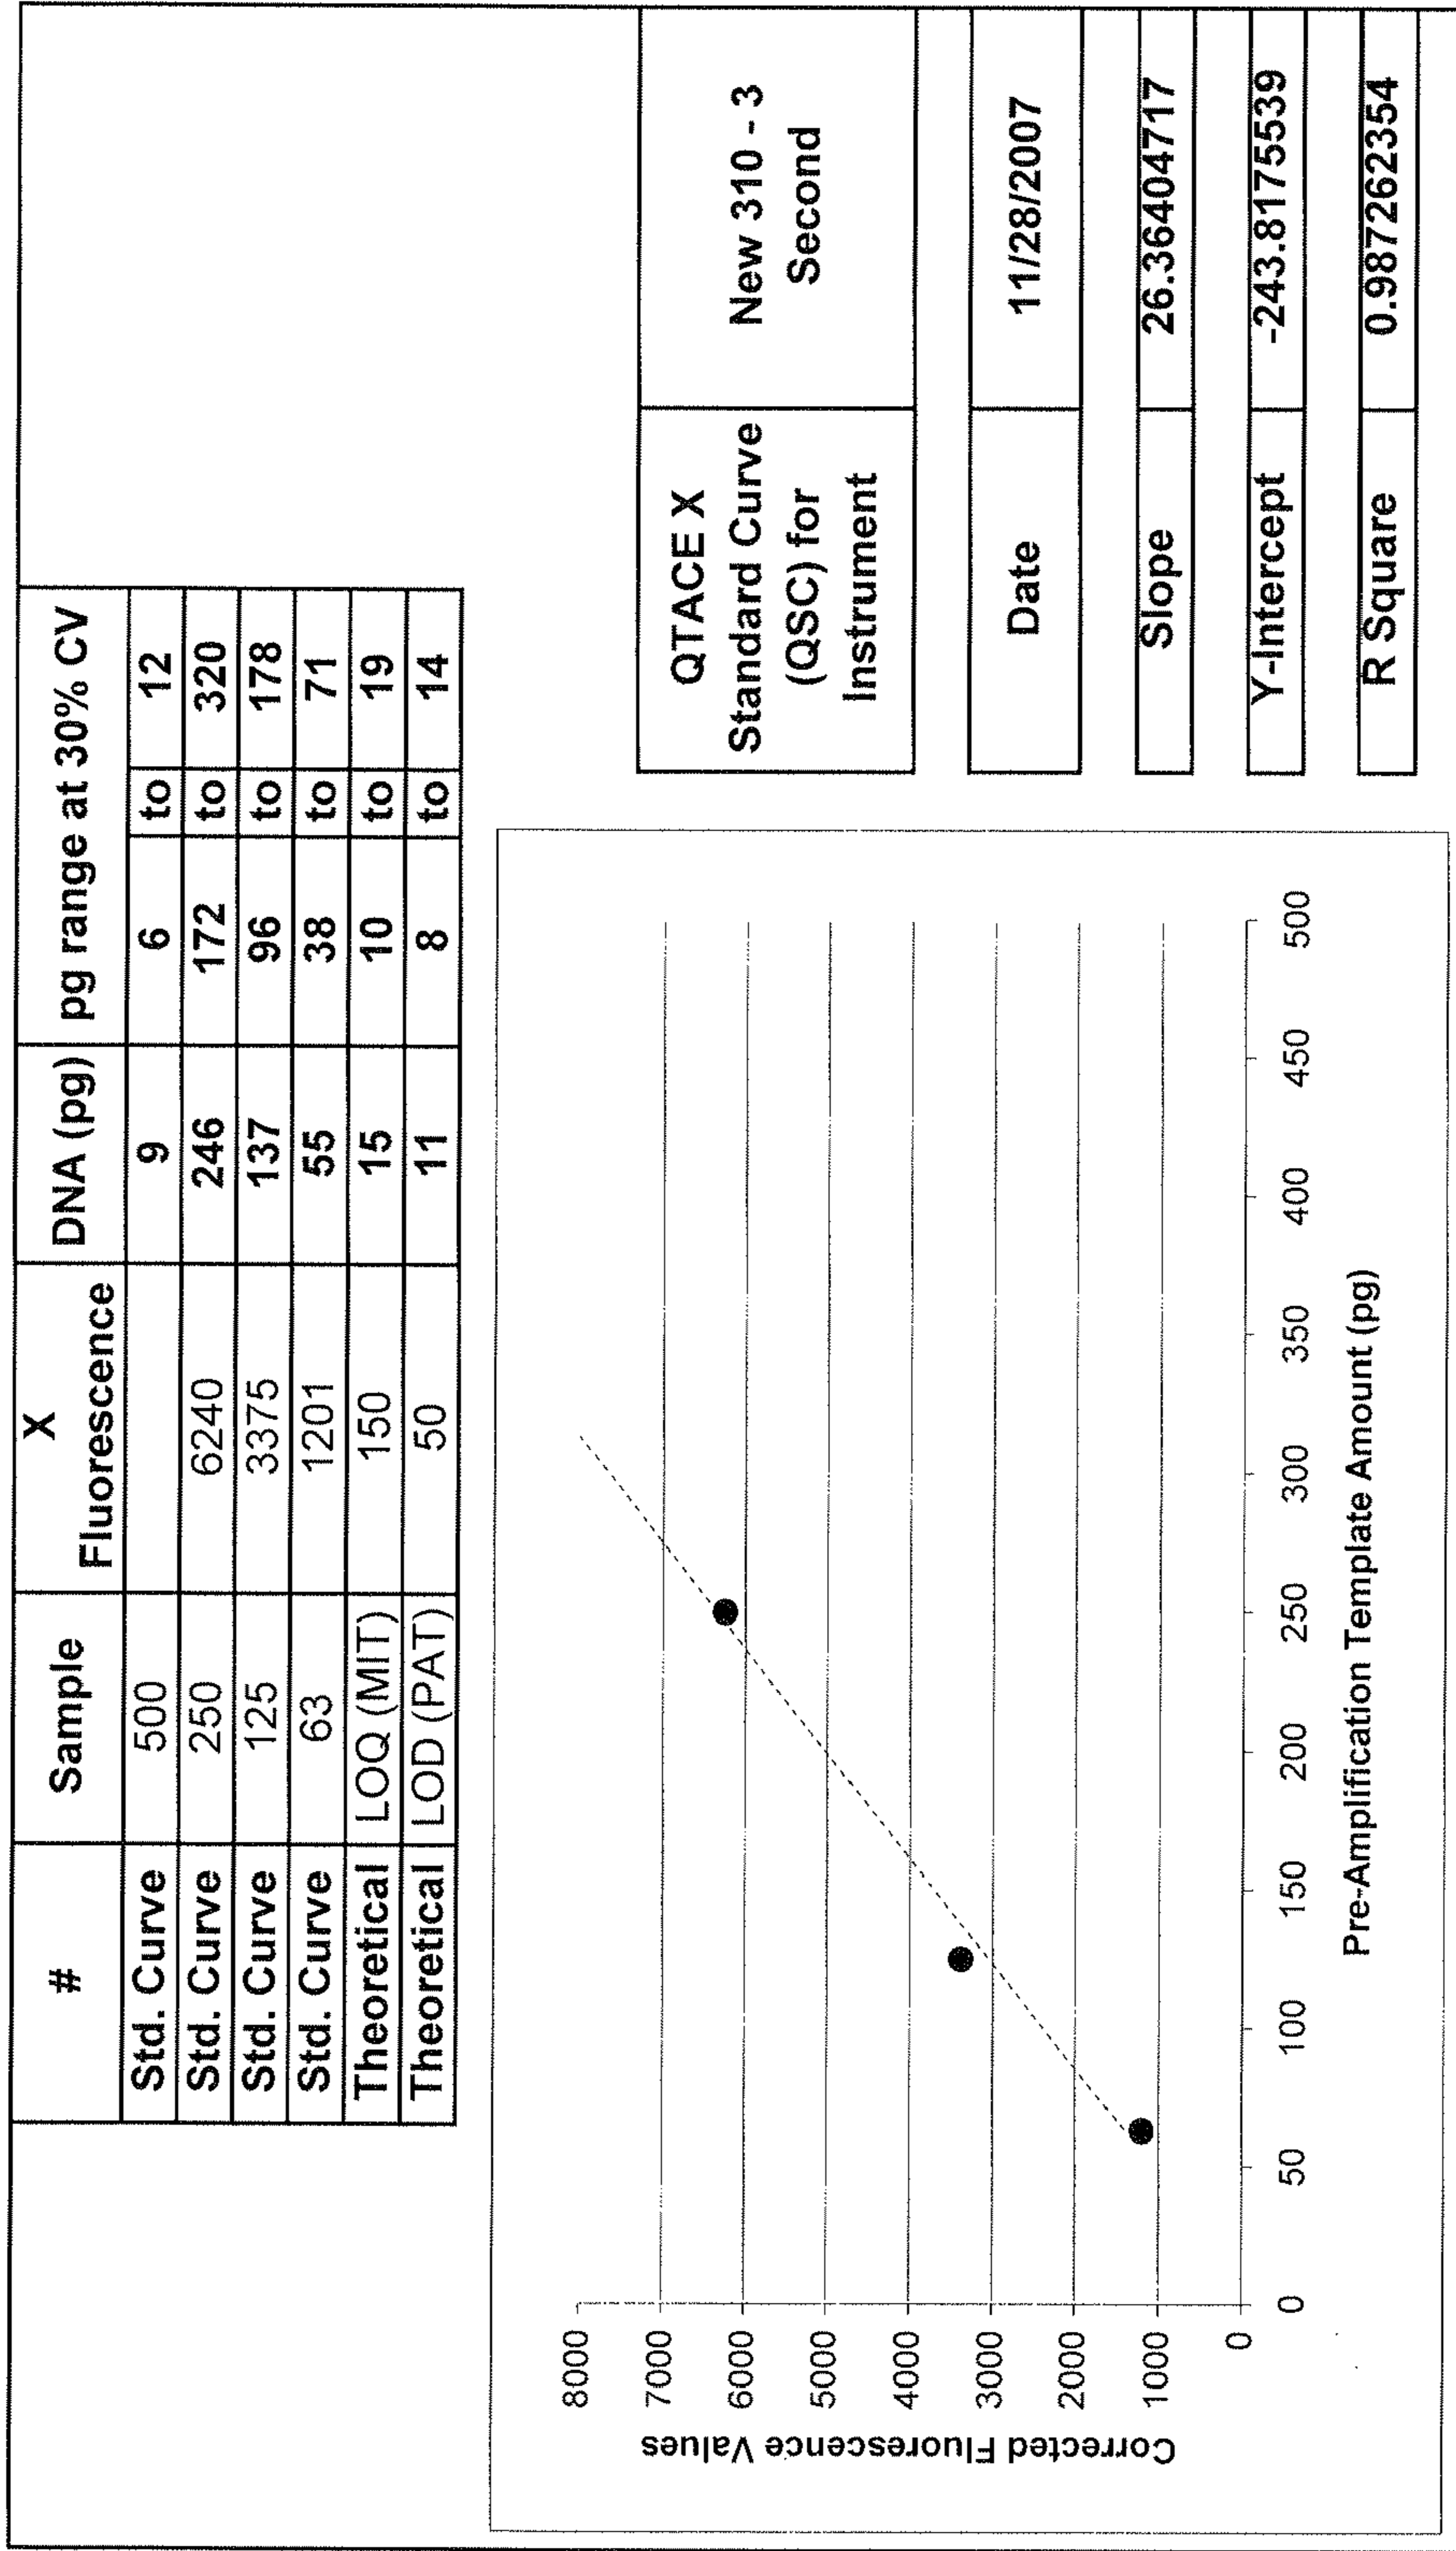 # Sample X Fluorescence DNA (pg) pg range at 30% CV
Std. Curve 500 9 6 to 12
Std. Curve 250 6240 246 172 to 320
Std. Curve 125 3375 137 96 to 178
Std. Curve 63 1201 55 38 to 71
Theoretical LOQ (MIT) 150 15 10 to 19
Theoretical LOD (PAT) 50 11 8 to 14
Corrected Fluorescence Values
8000
7000
6000
5000
4000
3000
2000
1000
0
0 50 100 150 200 250 300 350 400 450 500
Pre-Amplification Template Amount (pg)
QTACE X
Standard Curve
(QSC) for
Instrument
New 310 - 3
Second
Date 11/28/2007
Slope 26.36404717
Y-Intercept -243.8175539
R Square 0.987262354